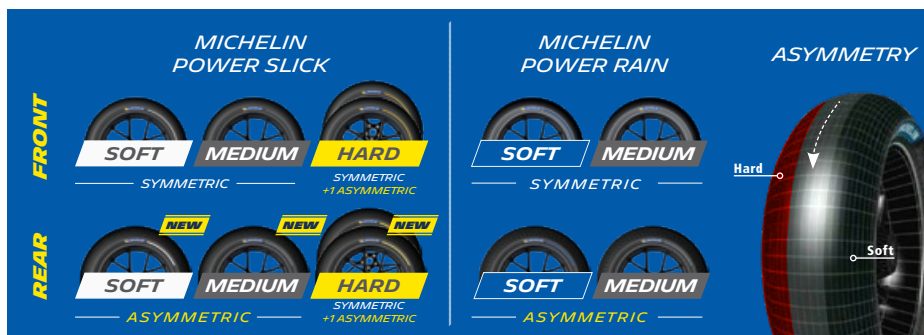 MICHELIN
POWER SLICK
FRONT
SOFT
MEDIUM
HARD
SYMMETRIC
SYMMETRIC
+1 ASYMMETRIC
REAR
NEW
NEW
NEW
SOFT
MEDIUM
HARD
ASYMMETRIC
SYMMETRIC
+1 ASYMMETRIC
MICHELIN
POWER RAIN
SOFT
MEDIUM
SYMMETRIC
SOFT
MEDIUM
ASYMMETRIC
ASYMMETRY
Hard
Soft